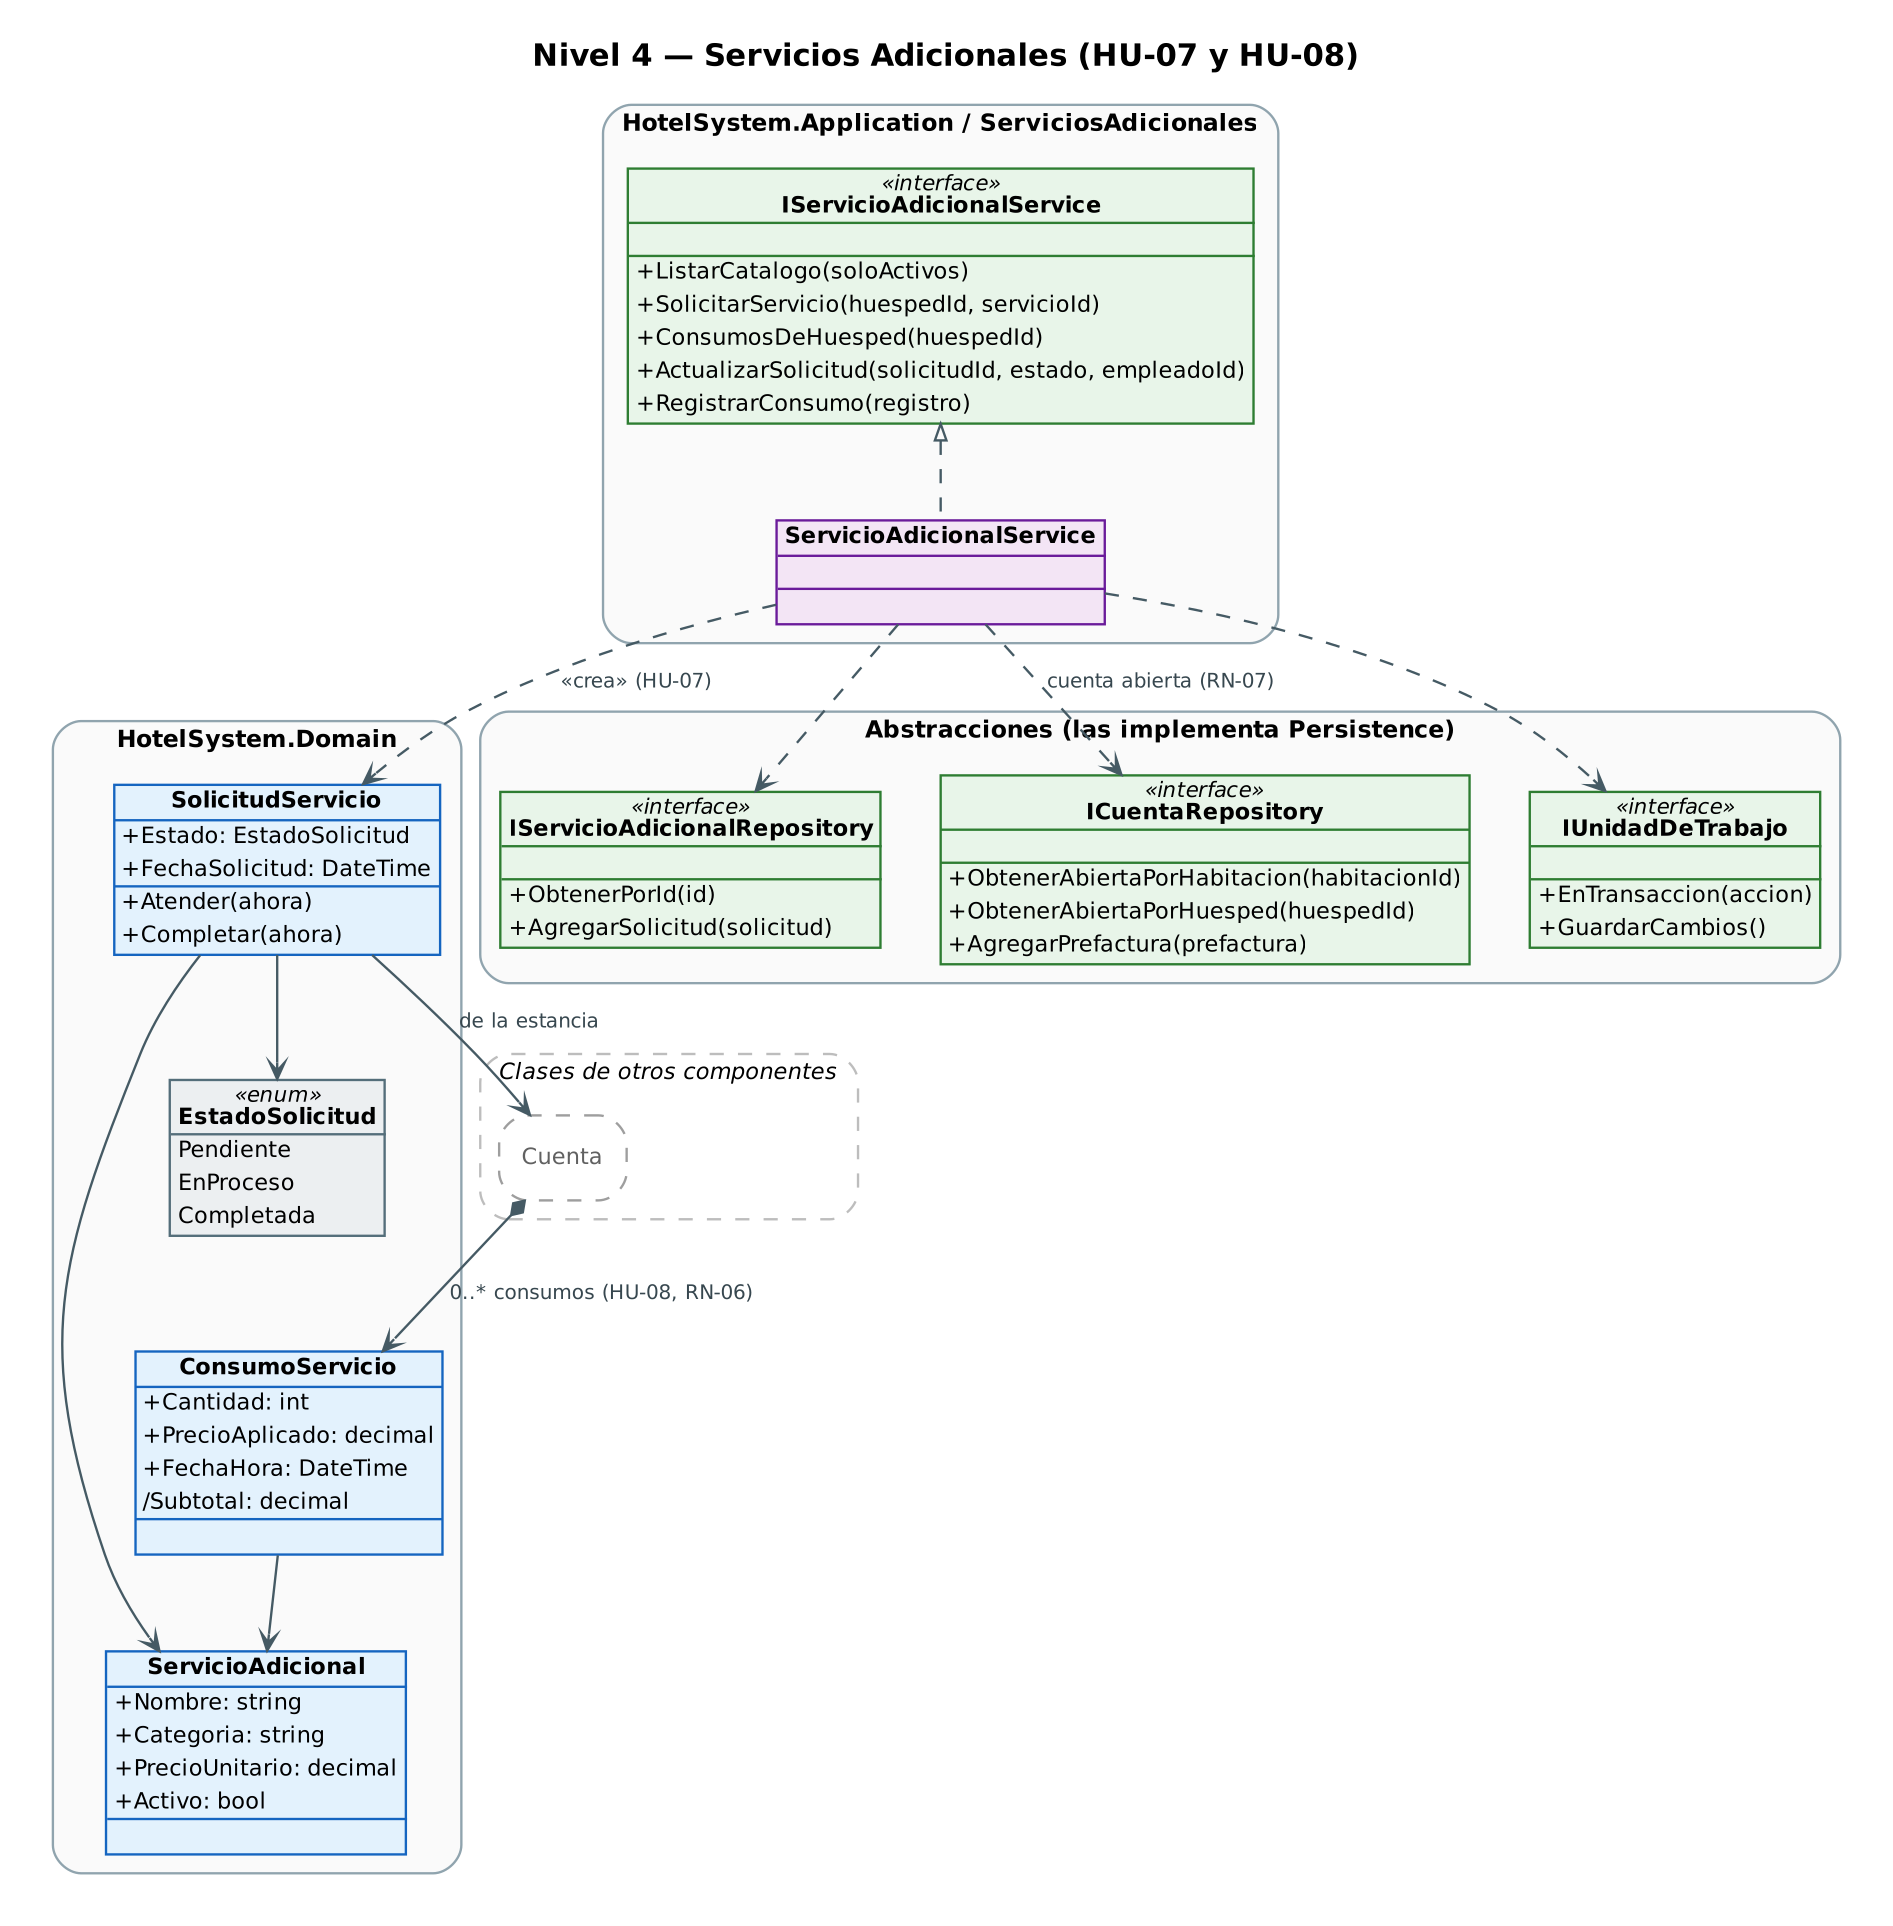 Nivel 4 — Servicios Adicionales (HU-07 y HU-08)
HotelSystem.Application / ServiciosAdicionales
«interface»
IServicioAdicionalService
+ListarCatalogo(soloActivos)
+SolicitarServicio(huespedId, servicioId)
+ConsumosDeHuesped(huespedId)
+ActualizarSolicitud(solicitudId, estado, empleadoId)
+RegistrarConsumo(registro)
ServicioAdicionalService
«crea» (HU-07)
cuenta abierta (RN-07)
HotelSystem.Domain
SolicitudServicio
+Estado: EstadoSolicitud
+FechaSolicitud: DateTime
+Atender(ahora)
+Completar(ahora)
Abstracciones (las implementa Persistence)
«interface»
IServicioAdicionalRepository
+ObtenerPorId(id)
+AgregarSolicitud(solicitud)
«interface»
ICuentaRepository
+ObtenerAbiertaPorHabitacion(habitacionId)
+ObtenerAbiertaPorHuesped(huespedId)
+AgregarPrefactura(prefactura)
«interface»
IUnidadDeTrabajo
+EnTransaccion(accion)
+GuardarCambios()
de la estancia
«enum»
EstadoSolicitud
Pendiente
EnProceso
Completada
Clases de otros componentes
Cuenta
0..* consumos (HU-08, RN-06)
ConsumoServicio
+Cantidad: int
+PrecioAplicado: decimal
+FechaHora: DateTime
/Subtotal: decimal
ServicioAdicional
+Nombre: string
+Categoria: string
+PrecioUnitario: decimal
+Activo: bool